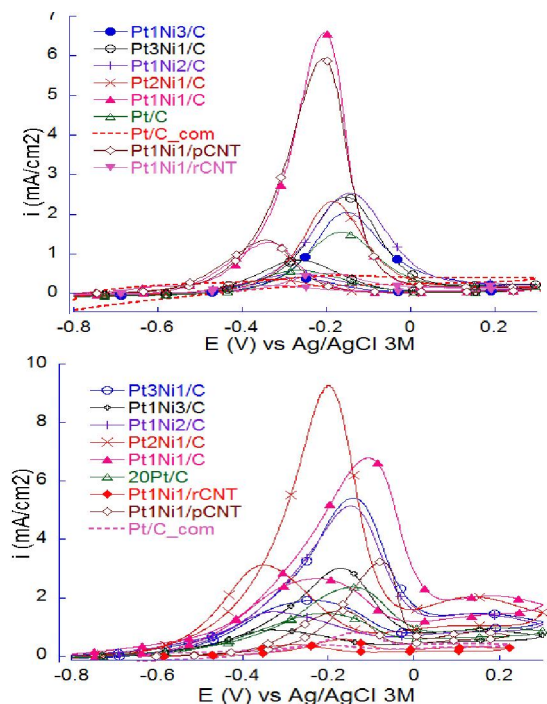 7
6
5
4
3
2
1
0
i (mA/cm2)
Pt1Ni3/C
Pt3Ni1/C
Pt1Ni2/C
Pt2Ni1/C
Pt1Ni1/C
Pt/C
Pt/C_com
Pt1Ni1/pCNT
Pt1Ni1/rCNT
-0.8 -0.6 -0.4 -0.2 0 0.2
E (V) vs Ag/AgCl 3M
10
8
6
4
2
0
i (mA/cm2)
Pt3Ni1/C
Pt1Ni3/C
Pt1Ni2/C
Pt2Ni1/C
Pt1Ni1/C
20Pt/C
Pt1Ni1/rCNT
Pt1Ni1/pCNT
Pt/C_com
-0.8 -0.6 -0.4 -0.2 0 0.2
E (V) vs Ag/AgCl 3M